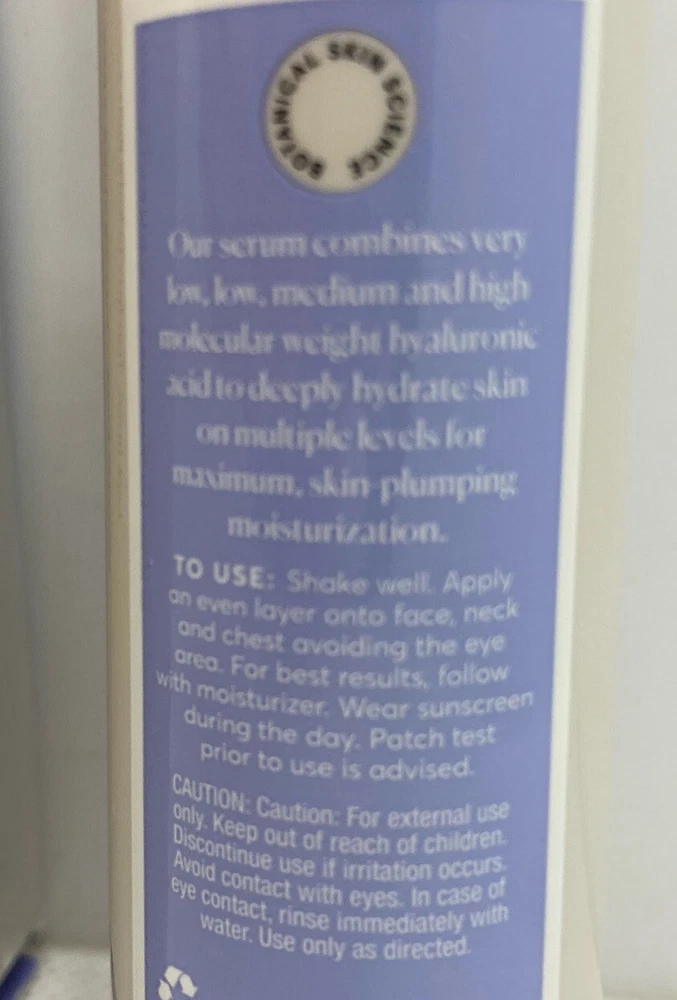 BOTANICAL SKIN SCIENCE
Our serum combines very
low, low, medium and high
molecular weight hyaluronic
acid to deeply hydrate skin
on multiple levels for
maximum, skin-plumping
moisturization.
TO USE: Shake well. Apply
an even layer onto face, neck
and chest avoiding the eye
area. For best results, follow
with moisturizer. Wear sunscreen
during the day. Patch test
prior to use is advised.
CAUTION: Caution: For external use
only. Keep out of reach of children.
Discontinue use if irritation occurs.
Avoid contact with eyes. In case of
eye contact, rinse immediately with
water. Use only as directed.